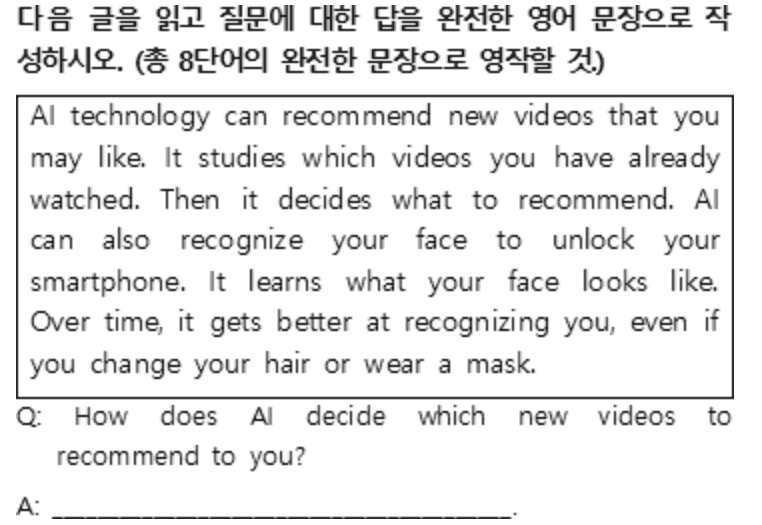 다음 글을 읽고 질문에 대한 답을 완전한 영어 문장으로 작
성하시오. (총 8단어의 완전한 문장으로 영작할 것.)
AI technology can recommend new videos that you
may like. It studies which videos you have already
watched. Then it decides what to recommend. AI
can also recognize your face to unlock your
smartphone. It learns what your face looks like.
Over time, it gets better at recognizing you, even if
you change your hair or wear a mask.
Q: How does AI decide which new videos to
recommend to you?
A: ________________________________________.